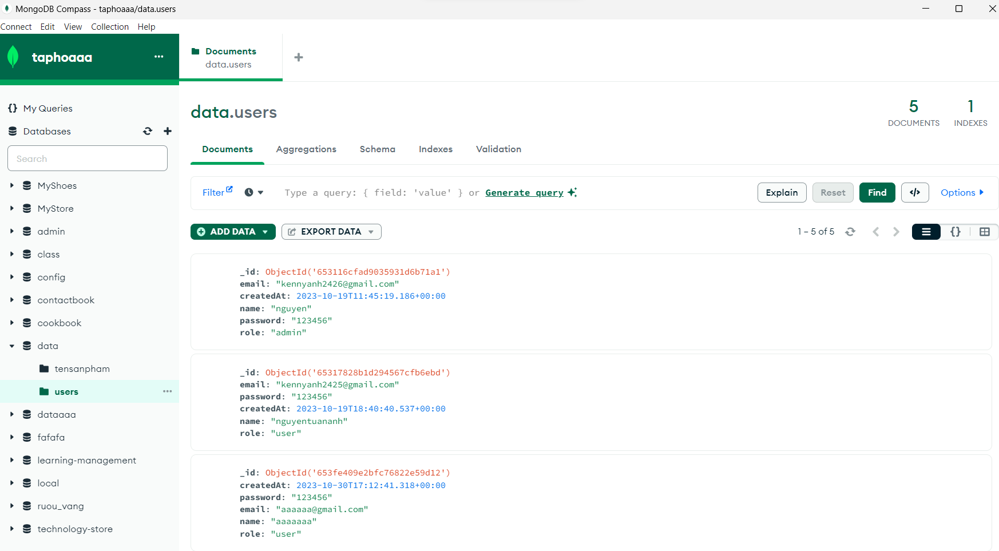 MongoDB Compass - taphoaaa/data.users
Connect Edit View Collection Help
taphoaaa
Documents
data.users
My Queries
Databases
Search
MyShoes
MyStore
admin
class
config
contactbook
cookbook
data
tensanpham
users
dataaaa
fafafa
learning-management
local
ruou_vang
technology-store
data.users
5
DOCUMENTS
1
INDEXES
Documents Aggregations Schema Indexes Validation
Filter Type a query: { field: 'value' } or Generate query Explain Reset Find </> Options
ADD DATA EXPORT DATA 1 – 5 of 5 {}
_id: ObjectId('653116cfad9035931d6b71a1')
email: "kennyanh2426@gmail.com"
createdAt: 2023-10-19T11:45:19.186+00:00
name: "nguyen"
password: "123456"
role: "admin"
_id: ObjectId('65317828b1d294567cfb6ebd')
email: "kennyanh2425@gmail.com"
password: "123456"
createdAt: 2023-10-19T18:40:40.537+00:00
name: "nguyentuananh"
role: "user"
_id: ObjectId('653fe409e2bfc76822e59d12')
createdAt: 2023-10-30T17:12:41.318+00:00
password: "123456"
email: "aaaaaa@gmail.com"
name: "aaaaaaa"
role: "user"